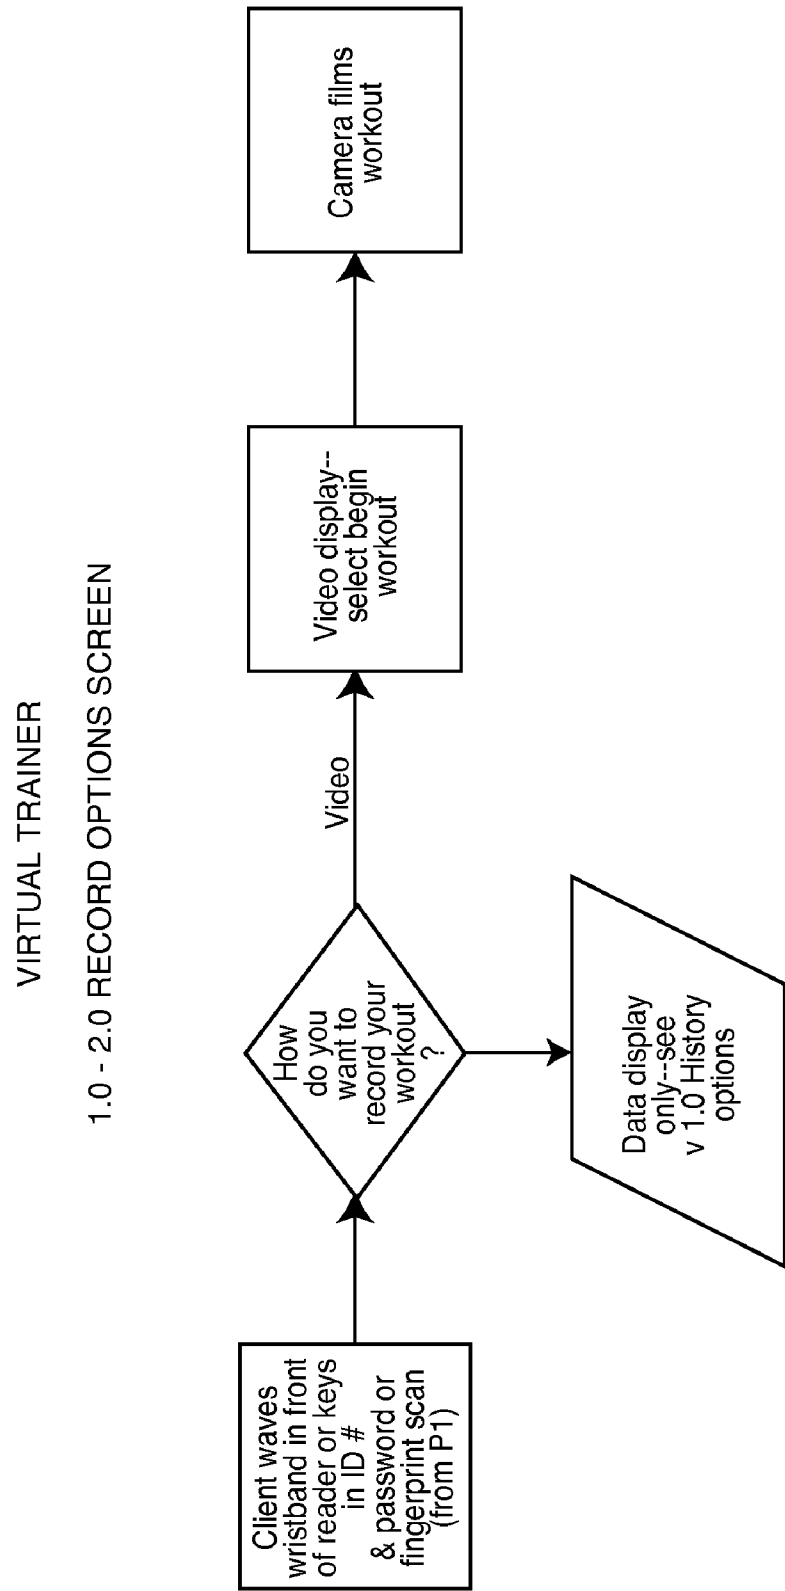 VIRTUAL TRAINER
1.0 - 2.0 RECORD OPTIONS SCREEN
Client waves
wristband in front
of reader or keys
in ID #
& password or
fingerprint scan
(from P1)
How
do you
want to
record your
workout
?
Video
Video display--
select begin
workout
Camera films
workout
Data display
only--see
v 1.0 History
options